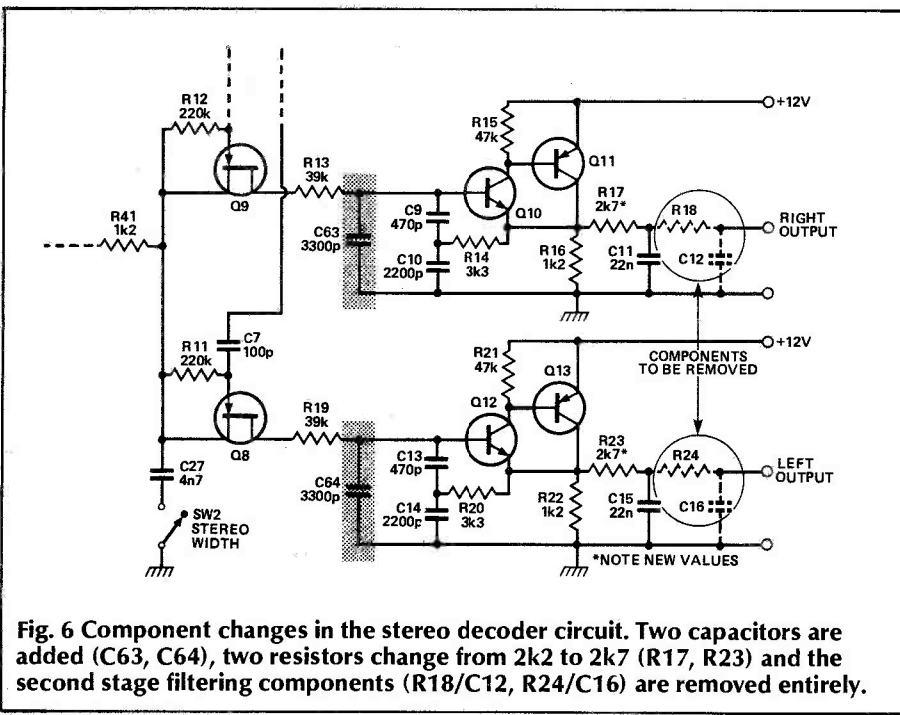 R12
220k
+12V
R15
47k
Q11
R13
39k
Q9
R17
2k7*
R18
RIGHT
OUTPUT
R41
1k2
C63
3300p
C9
470p
Q10
C10
2200p
R14
3k3
R16
1k2
C11
22n
C12
C7
100p
R11
220k
+12V
R21
47k
Q13
COMPONENTS
TO BE REMOVED
Q12
R19
39k
Q8
R23
2k7*
R24
LEFT
OUTPUT
C27
4n7
C64
3300p
C13
470p
C14
2200p
R20
3k3
R22
1k2
C15
22n
C16
SW2
STEREO
WIDTH
*NOTE NEW VALUES
Fig. 6 Component changes in the stereo decoder circuit. Two capacitors are
added (C63, C64), two resistors change from 2k2 to 2k7 (R17, R23) and the
second stage filtering components (R18/C12, R24/C16) are removed entirely.